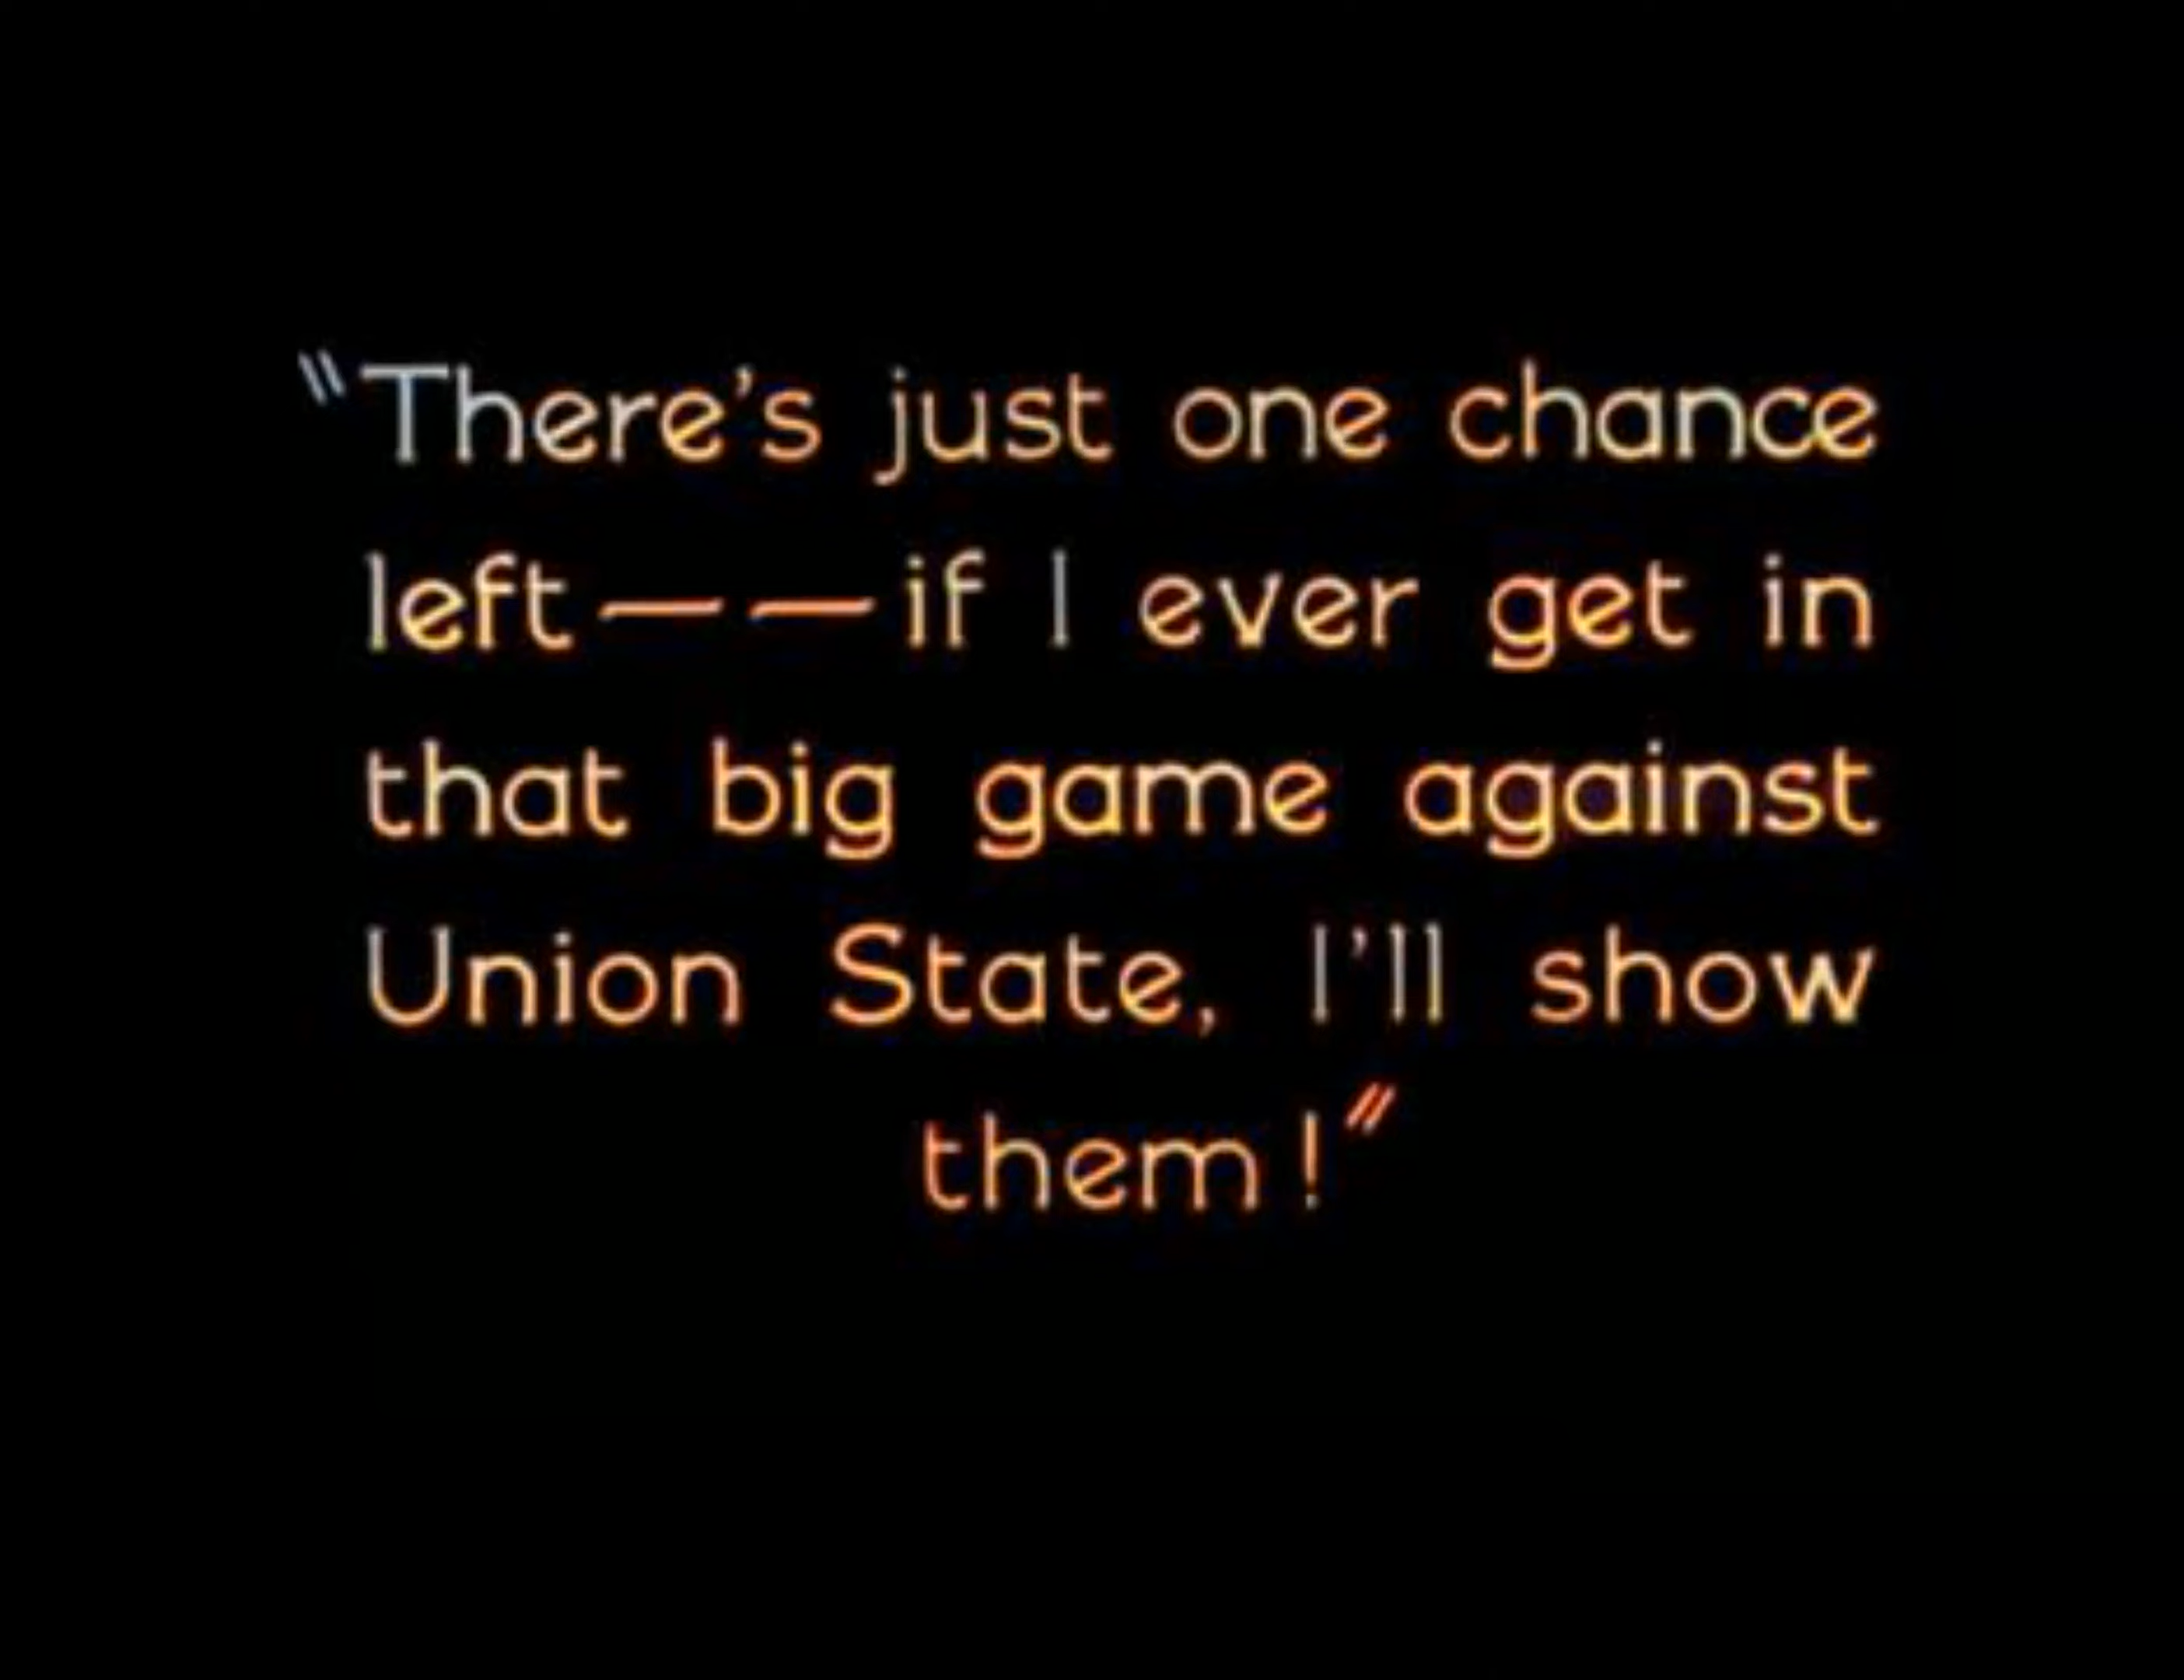 "There's just one chance
left——if I ever get in
that big game against
Union State, I'll show
them!"